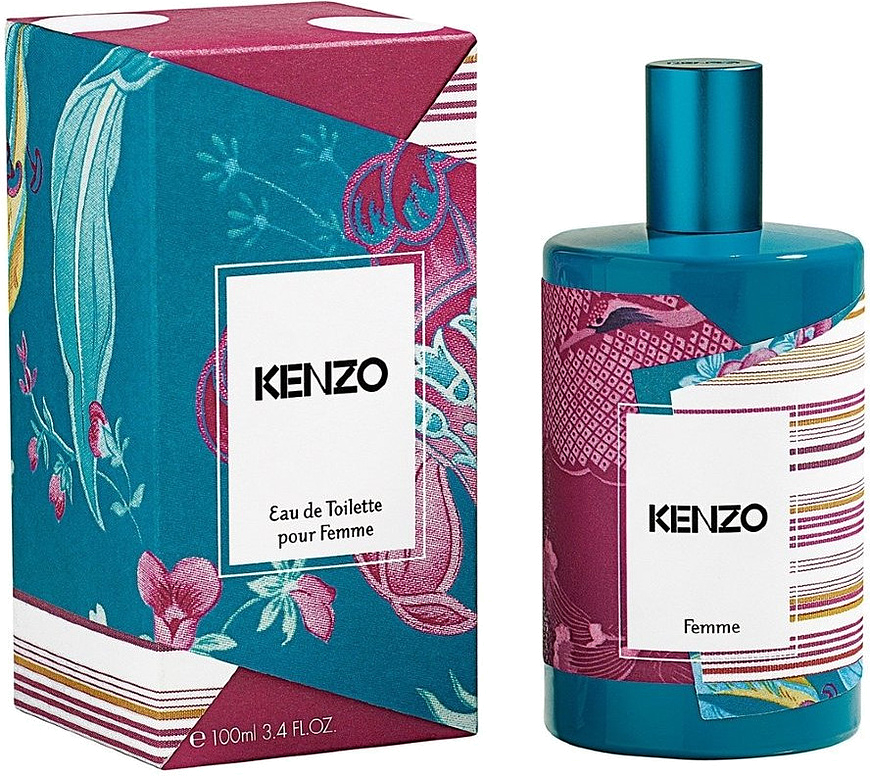 KENZO
Eau de Toilette
pour Femme
℮ 100ml 3.4 FL.OZ.
KENZO
Femme